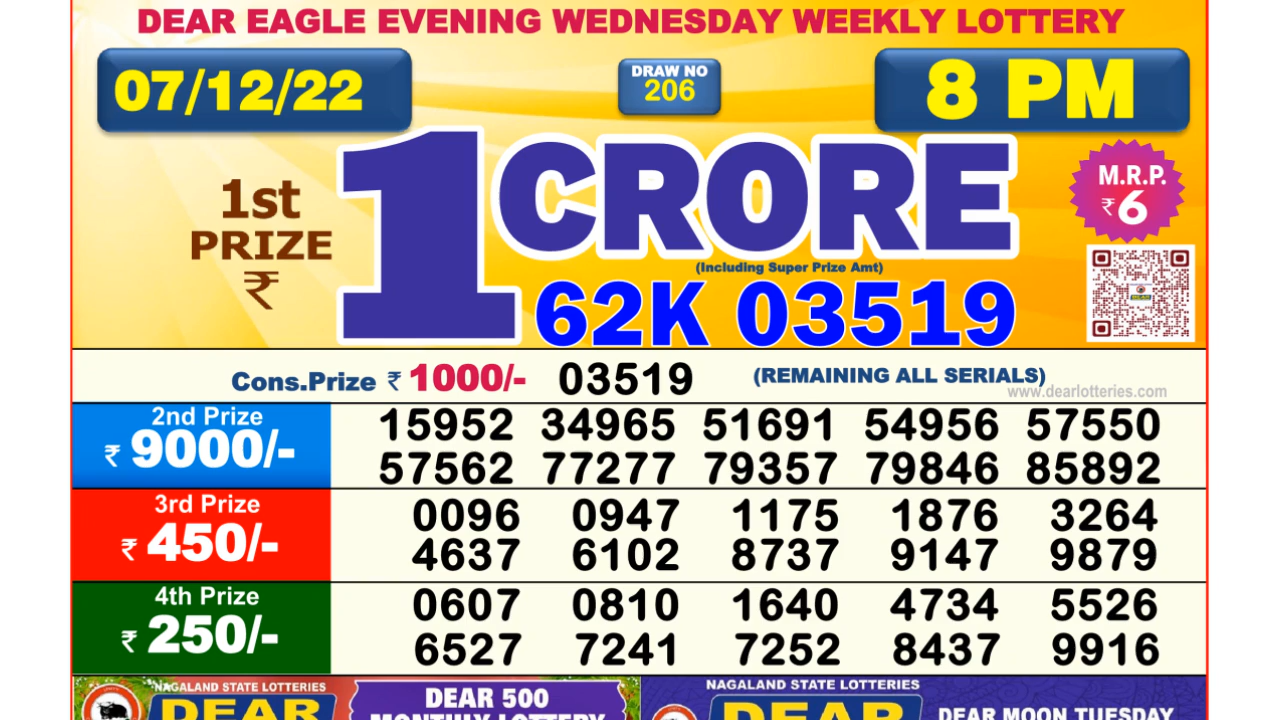 DEAR EAGLE EVENING WEDNESDAY WEEKLY LOTTERY
07/12/22
DRAW NO
206
8 PM
1st
PRIZE
₹
1 CRORE
(Including Super Prize Amt)
62K 03519
M.R.P.
₹6
Cons.Prize ₹ 1000/- 03519 (REMAINING ALL SERIALS)
www.dearlotteries.com
2nd Prize
₹ 9000/-
15952 34965 51691 54956 57550
57562 77277 79357 79846 85892
3rd Prize
₹ 450/-
0096 0947 1175 1876 3264
4637 6102 8737 9147 9879
4th Prize
₹ 250/-
0607 0810 1640 4734 5526
6527 7241 7252 8437 9916
NAGALAND STATE LOTTERIES
DEAR
DEAR 500
MONTHLY LOTTERY
NAGALAND STATE LOTTERIES
DEAR
DEAR MOON TUESDAY